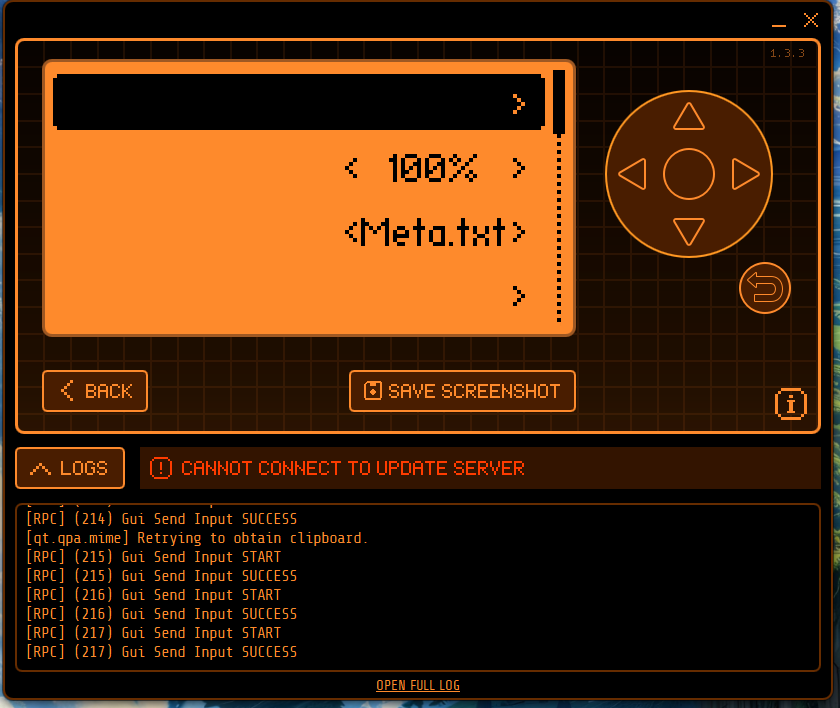 1.3.3
>
< 100% >
<Meta.txt>
>
BACK
SAVE SCREENSHOT
i
LOGS
! CANNOT CONNECT TO UPDATE SERVER
[RPC] (214) Gui Send Input SUCCESS
[qt.qpa.mime] Retrying to obtain clipboard.
[RPC] (215) Gui Send Input START
[RPC] (215) Gui Send Input SUCCESS
[RPC] (216) Gui Send Input START
[RPC] (216) Gui Send Input SUCCESS
[RPC] (217) Gui Send Input START
[RPC] (217) Gui Send Input SUCCESS
OPEN FULL LOG